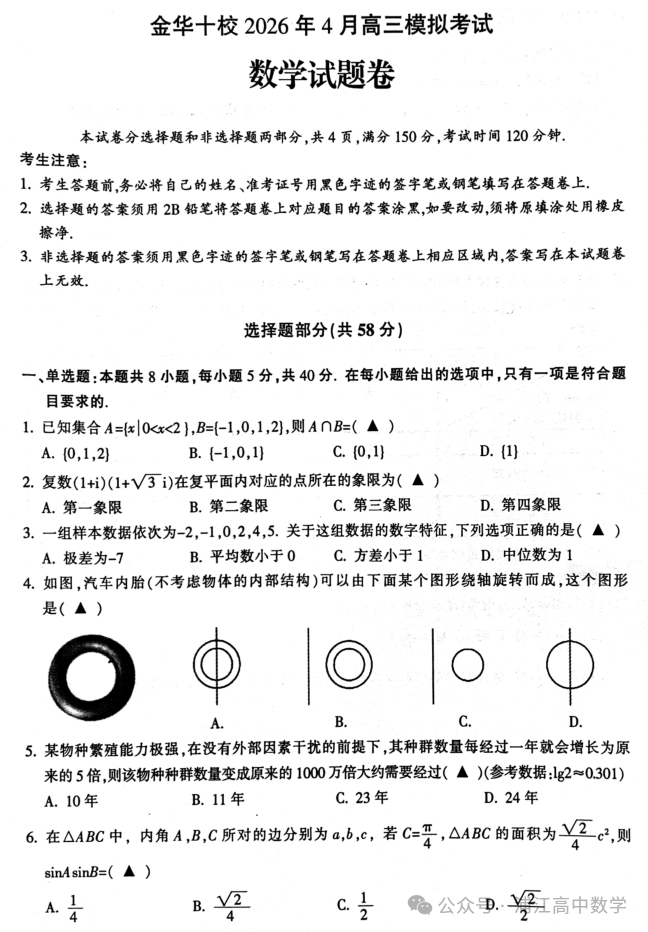 金华十校 2026 年 4 月高三模拟考试
数学试题卷
本试卷分选择题和非选择题两部分,共 4 页,满分 150 分,考试时间 120 分钟.
考生注意:
1. 考生答题前,务必将自己的姓名、准考证号用黑色字迹的签字笔或钢笔填写在答题卷上.
2. 选择题的答案须用 2B 铅笔将答题卷上对应题目的答案涂黑,如要改动,须将原填涂处用橡皮
擦净.
3. 非选择题的答案须用黑色字迹的签字笔或钢笔写在答题卷上相应区域内,答案写在本试题卷
上无效.
选择题部分(共 58 分)
一、单选题:本题共 8 小题,每小题 5 分,共 40 分. 在每小题给出的选项中,只有一项是符合题
目要求的.
1. 已知集合 A={x|0<x<2},B={-1,0,1,2},则 A∩B=( ▲ )
A. {0,1,2} B. {-1,0,1} C. {0,1} D. {1}
2. 复数(1+i)(1+√3 i)在复平面内对应的点所在的象限为( ▲ )
A. 第一象限 B. 第二象限 C. 第三象限 D. 第四象限
3. 一组样本数据依次为-2,-1,0,2,4,5. 关于这组数据的数字特征,下列选项正确的是( ▲ )
A. 极差为-7 B. 平均数小于 0 C. 方差小于 1 D. 中位数为 1
4. 如图,汽车内胎(不考虑物体的内部结构)可以由下面某个图形绕轴旋转而成,这个图形
是( ▲ )
A. B. C. D.
5. 某物种繁殖能力极强,在没有外部因素干扰的前提下,其种群数量每经过一年就会增长为原
来的 5 倍,则该物种种群数量变成原来的 1000 万倍大约需要经过( ▲ )(参考数据:lg2≈0.301)
A. 10 年 B. 11 年 C. 23 年 D. 24 年
6. 在△ABC 中，内角 A,B,C 所对的边分别为 a,b,c，若 C=π/4,△ABC 的面积为 √2/4 c²,则
sinAsinB=( ▲ )
A. 1/4 B. √2/4 C. 1/2 D. √2/2
公众号·浦江高中数学